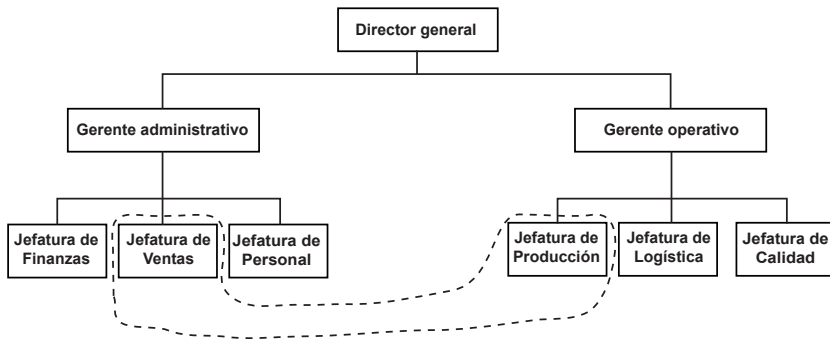 Director general
Gerente administrativo
Gerente operativo
Jefatura de
Finanzas
Jefatura de
Ventas
Jefatura de
Personal
Jefatura de
Producción
Jefatura de
Logística
Jefatura de
Calidad